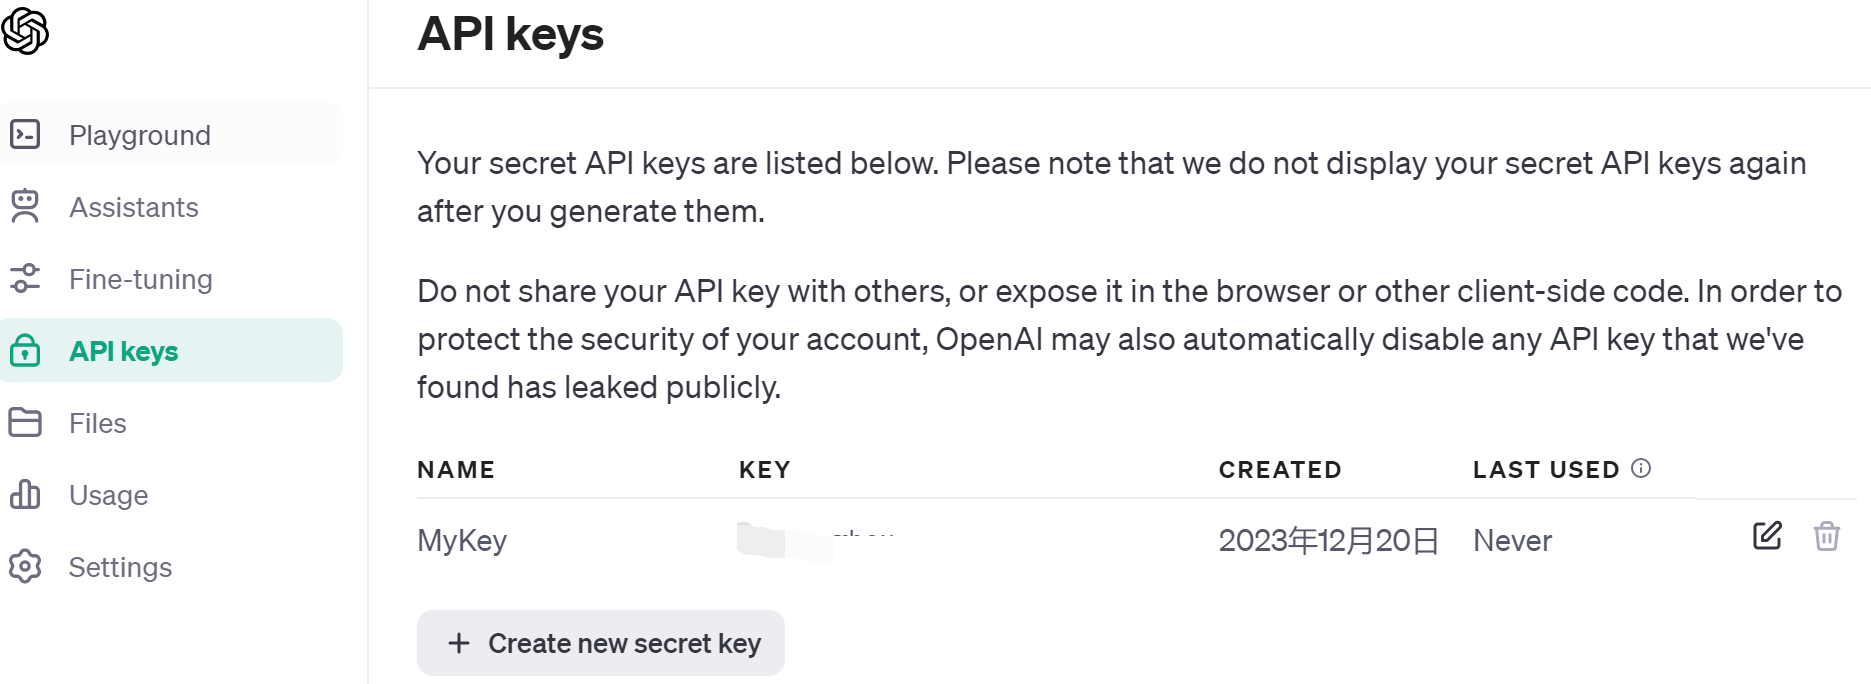 API keys
Playground
Assistants
Fine-tuning
API keys
Files
Usage
Settings
Your secret API keys are listed below. Please note that we do not display your secret API keys again
after you generate them.
Do not share your API key with others, or expose it in the browser or other client-side code. In order to
protect the security of your account, OpenAI may also automatically disable any API key that we've
found has leaked publicly.
NAME KEY CREATED LAST USED
MyKey 2023年12月20日 Never
+ Create new secret key